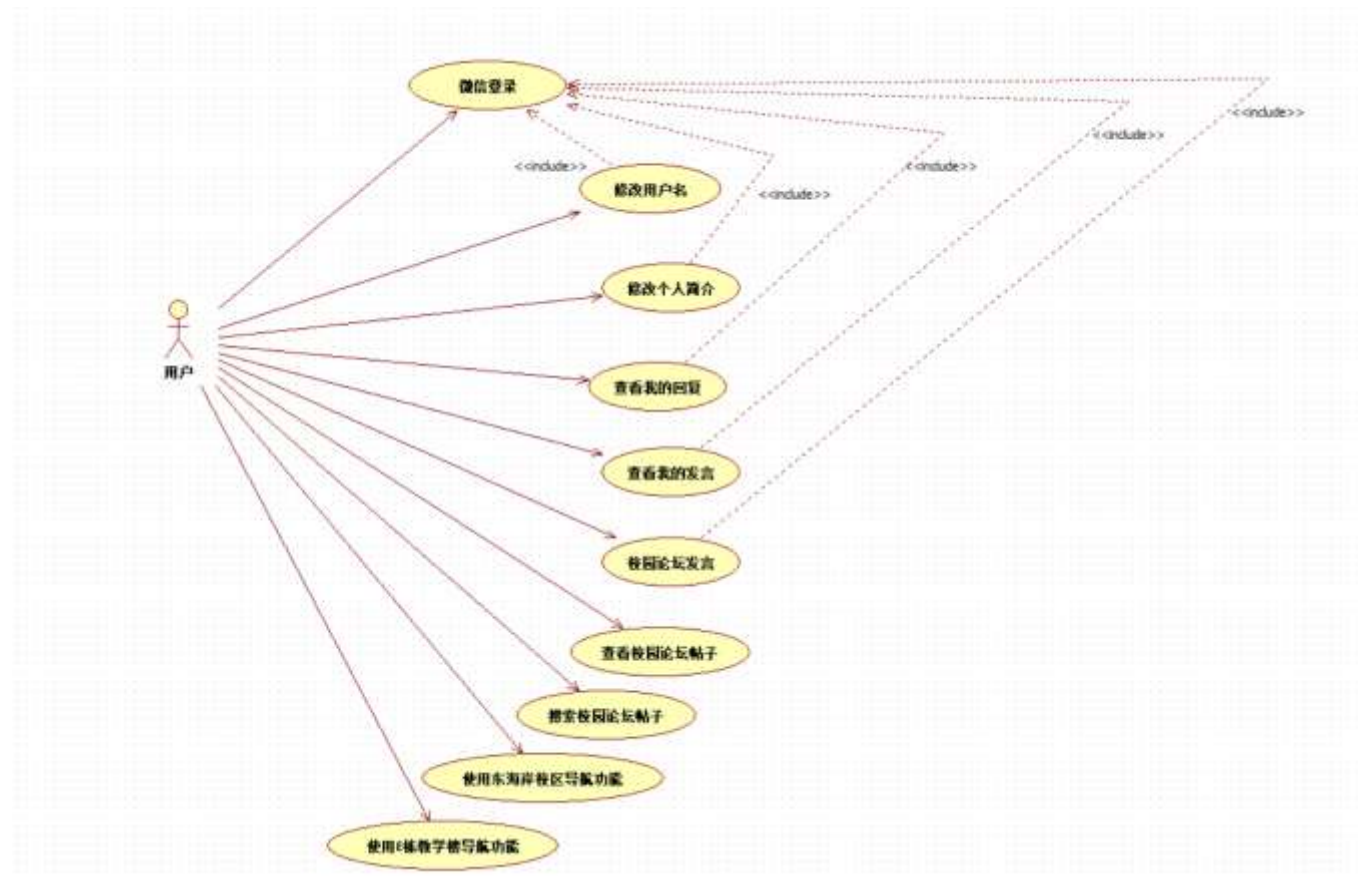 微信登录
<<include>>
<<include>>
<<include>>
<<include>>
<<include>>
修改用户名
修改个人简介
用户
查看我的回复
查看我的发言
校园论坛发言
查看校园论坛帖子
搜索校园论坛帖子
使用东海岸校区导航功能
使用E栋教学楼导航功能